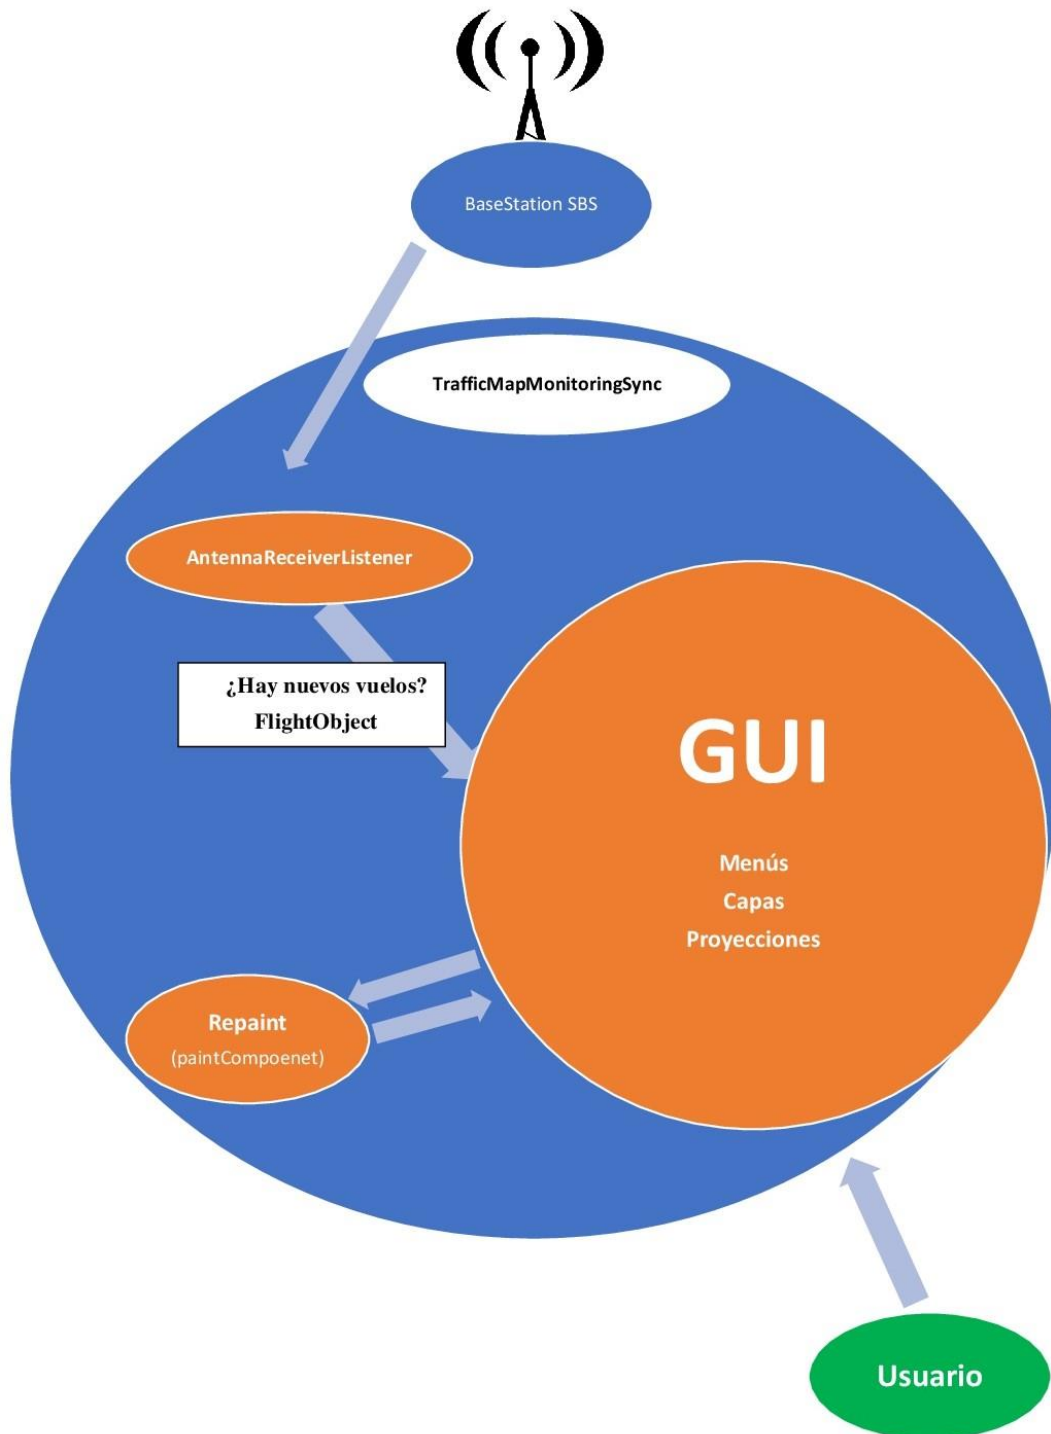 BaseStation SBS
TrafficMapMonitoringSync
AntennaReceiverListener
¿Hay nuevos vuelos?
FlightObject
GUI
Menús
Capas
Proyecciones
Repaint
(paintCompoenet)
Usuario